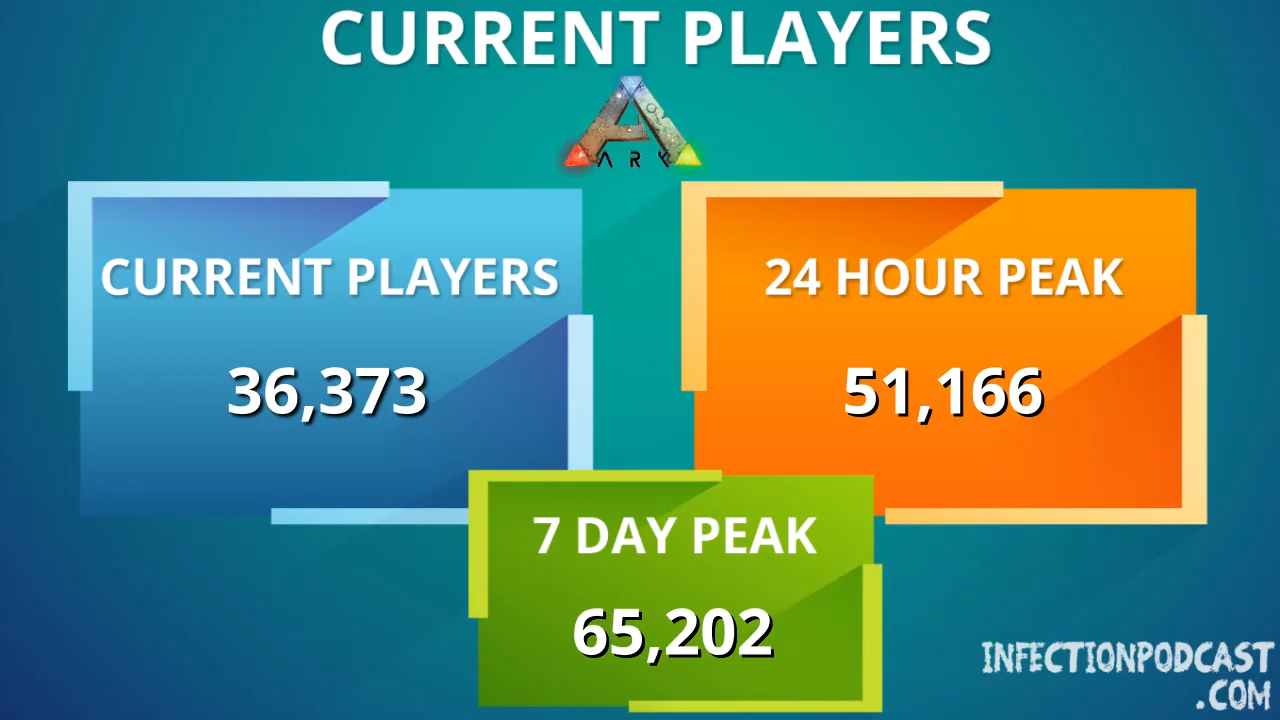 CURRENT PLAYERS
ARK
CURRENT PLAYERS
36,373
24 HOUR PEAK
51,166
7 DAY PEAK
65,202
INFECTIONPODCAST
.COM